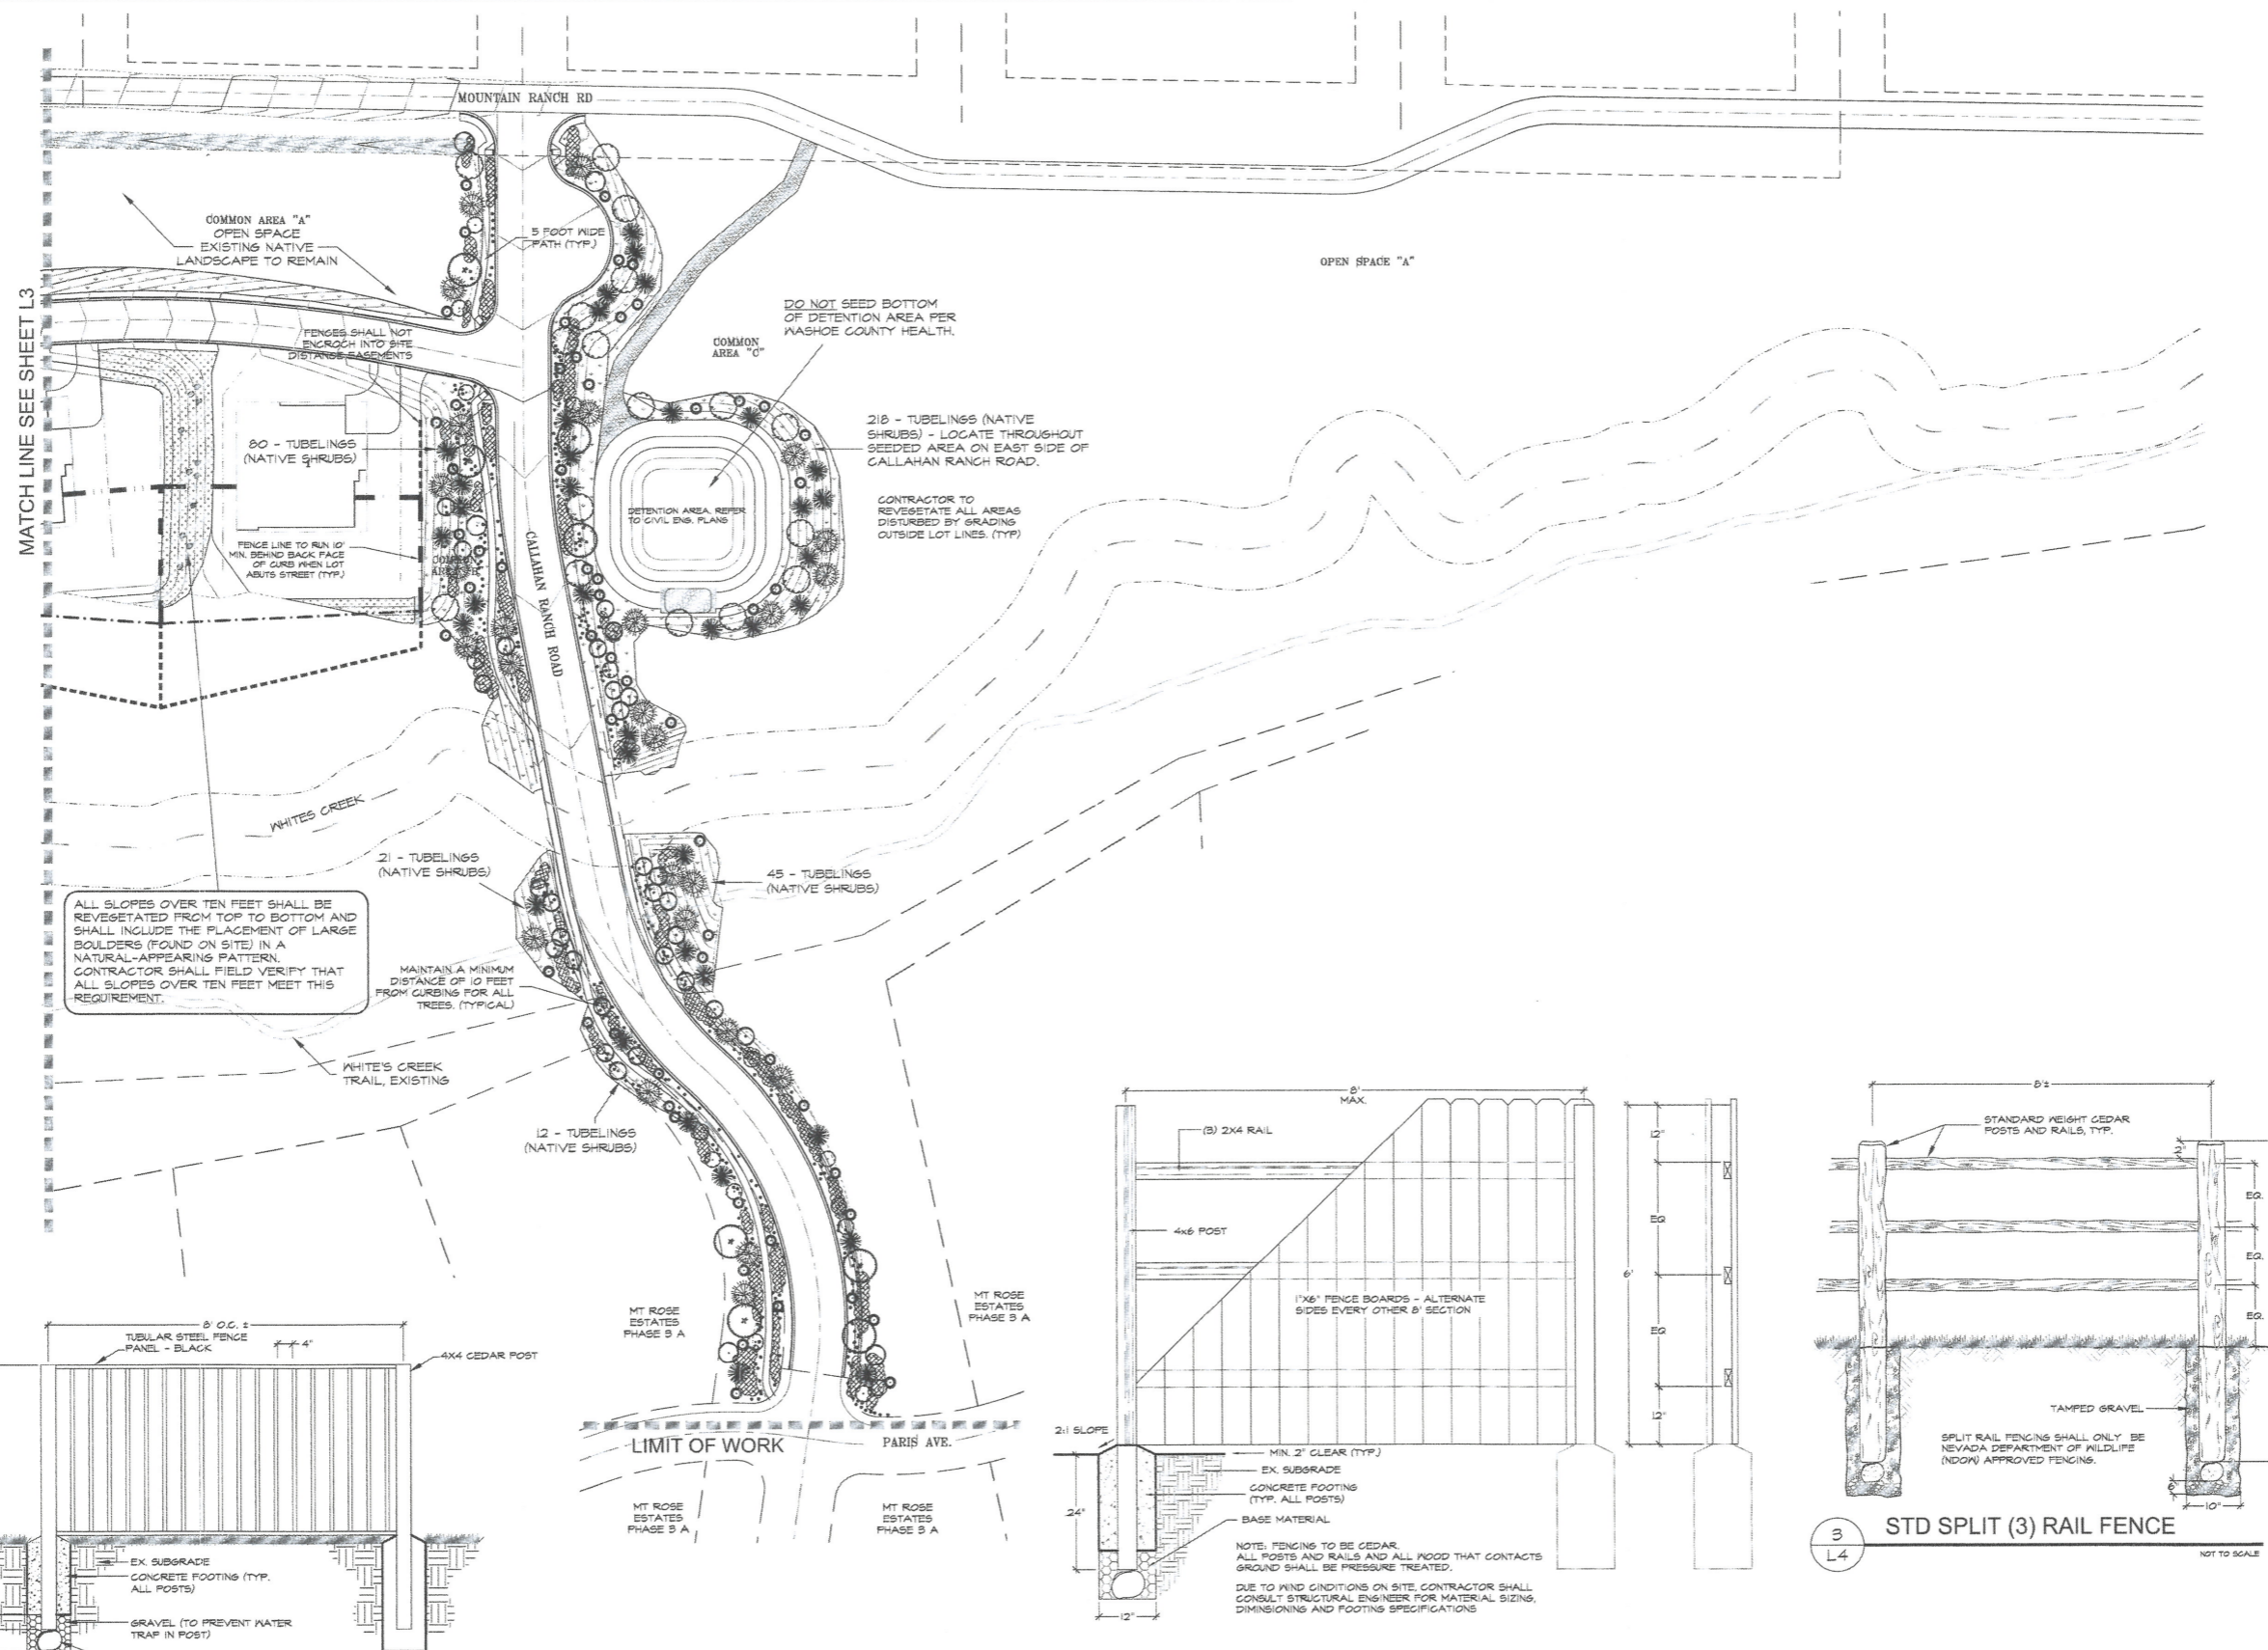 MOUNTAIN RANCH RD
MATCH LINE SEE SHEET L3
COMMON AREA "A"
OPEN SPACE
EXISTING NATIVE
LANDSCAPE TO REMAIN
5 FOOT WIDE
PATH (TYP.)
OPEN SPACE "A"
DO NOT SEED BOTTOM
OF DETENTION AREA PER
WASHOE COUNTY HEALTH.
COMMON
AREA "C"
FENCES SHALL NOT
ENCROCH INTO SITE
DISTANCE EASEMENTS
80 - TUBELINGS
(NATIVE SHRUBS)
218 - TUBELINGS (NATIVE
SHRUBS) - LOCATE THROUGHOUT
SEEDED AREA ON EAST SIDE OF
CALLAHAN RANCH ROAD.
CONTRACTOR TO
REVEGETATE ALL AREAS
DISTURBED BY GRADING
OUTSIDE LOT LINES. (TYP)
DETENTION AREA. REFER
TO CIVIL ENG. PLANS
FENCE LINE TO RUN 10'
MIN. BEHIND BACK FACE
OF CURB WHEN LOT
ABUTS STREET (TYP.)
COMMON
CALLAHAN RANCH ROAD
WHITES CREEK
21 - TUBELINGS
(NATIVE SHRUBS)
45 - TUBELINGS
(NATIVE SHRUBS)
ALL SLOPES OVER TEN FEET SHALL BE
REVEGETATED FROM TOP TO BOTTOM AND
SHALL INCLUDE THE PLACEMENT OF LARGE
BOULDERS (FOUND ON SITE) IN A
NATURAL-APPEARING PATTERN.
CONTRACTOR SHALL FIELD VERIFY THAT
ALL SLOPES OVER TEN FEET MEET THIS
REQUIREMENT.
MAINTAIN A MINIMUM
DISTANCE OF 10 FEET
FROM CURBING FOR ALL
TREES. (TYPICAL)
WHITE'S CREEK
TRAIL, EXISTING
12 - TUBELINGS
(NATIVE SHRUBS)
MT ROSE
ESTATES
PHASE 3 A
MT ROSE
ESTATES
PHASE 3 A
LIMIT OF WORK
PARIS AVE.
MT ROSE
ESTATES
PHASE 3 A
MT ROSE
ESTATES
PHASE 3 A
8' O.C. ±
TUBULAR STEEL FENCE
PANEL - BLACK
4"
4X4 CEDAR POST
EX. SUBGRADE
CONCRETE FOOTING (TYP.
ALL POSTS)
GRAVEL (TO PREVENT WATER
TRAP IN POST)
8'
MAX.
(3) 2X4 RAIL
4x6 POST
1"X6" FENCE BOARDS - ALTERNATE
SIDES EVERY OTHER 8' SECTION
12"
EQ
6'
EQ
12"
2:1 SLOPE
MIN. 2" CLEAR (TYP.)
EX. SUBGRADE
CONCRETE FOOTING
(TYP. ALL POSTS)
24"
BASE MATERIAL
12"
NOTE: FENCING TO BE CEDAR.
ALL POSTS AND RAILS AND ALL WOOD THAT CONTACTS
GROUND SHALL BE PRESSURE TREATED.
DUE TO WIND CINDITIONS ON SITE, CONTRACTOR SHALL
CONSULT STRUCTURAL ENGINEER FOR MATERIAL SIZING,
DIMINSIONING AND FOOTING SPECIFICATIONS
8'±
STANDARD WEIGHT CEDAR
POSTS AND RAILS, TYP.
2"
EQ.
EQ.
EQ.
TAMPED GRAVEL
SPLIT RAIL FENCING SHALL ONLY BE
NEVADA DEPARTMENT OF WILDLIFE
(NDOW) APPROVED FENCING.
6"
10"
3
L4
STD SPLIT (3) RAIL FENCE
NOT TO SCALE